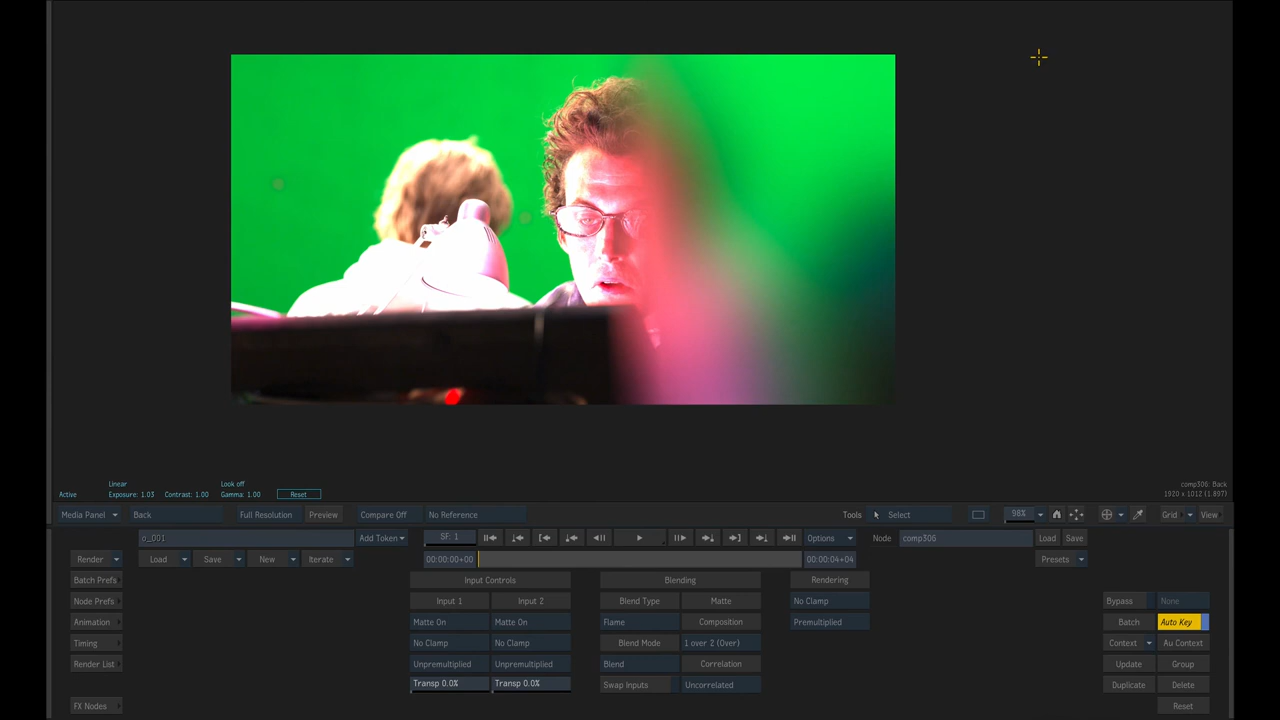 Linear Look off comp306: Back
Active Exposure: 1.03 Contrast: 1.00 Gamma: 1.00 Reset 1920 x 1012 (1.897)
Media Panel Back Full Resolution Preview Compare Off No Reference Tools Select 98% Grid View
o_001 Add Token SF: 1 Options Node comp306 Load Save
Render Load Save New Iterate 00:00:00+00 00:00:04+04 Presets
Batch Prefs Input Controls Blending Rendering
Node Prefs Input 1 Input 2 Blend Type Matte No Clamp Bypass None
Animation Matte On Matte On Flame Composition Premultiplied Batch Auto Key
Timing No Clamp No Clamp Blend Mode 1 over 2 (Over) Context Au Context
Render List Unpremultiplied Unpremultiplied Blend Correlation Update Group
Transp 0.0% Transp 0.0% Swap Inputs Uncorrelated Duplicate Delete
FX Nodes Reset